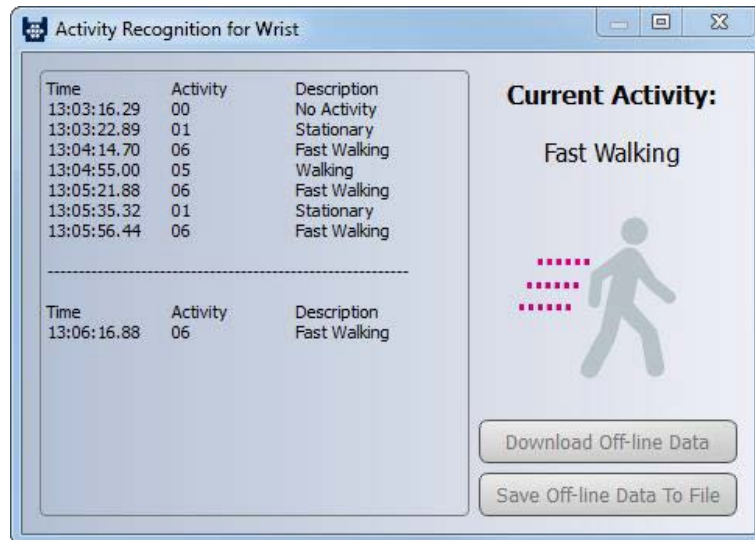 Activity Recognition for Wrist
Time Activity Description
13:03:16.29 00 No Activity
13:03:22.89 01 Stationary
13:04:14.70 06 Fast Walking
13:04:55.00 05 Walking
13:05:21.88 06 Fast Walking
13:05:35.32 01 Stationary
13:05:56.44 06 Fast Walking
------------------------------------------------------------
Time Activity Description
13:06:16.88 06 Fast Walking
Current Activity:
Fast Walking
Download Off-line Data
Save Off-line Data To File